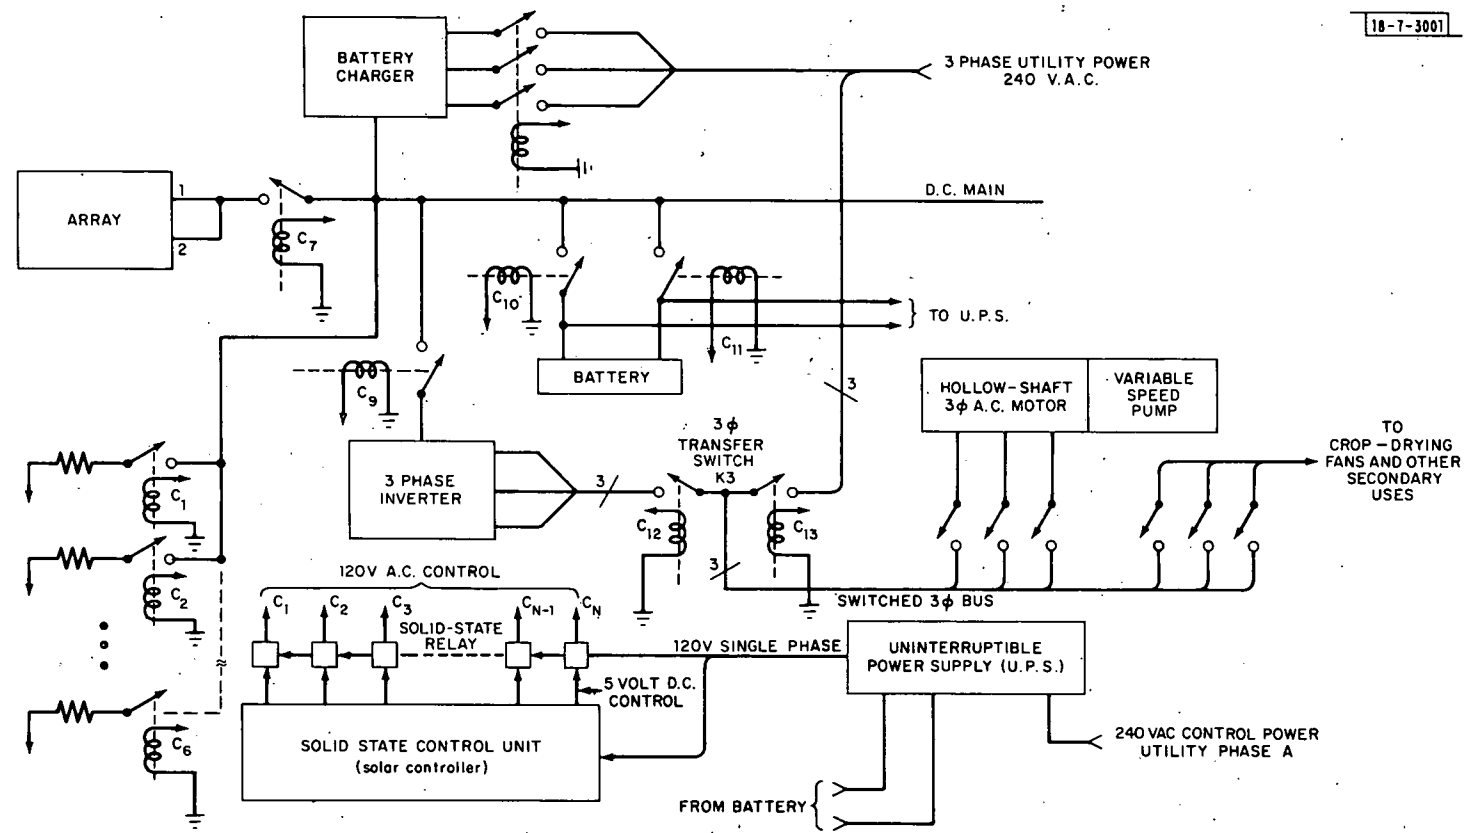 18-7-3001
BATTERY
CHARGER
3 PHASE UTILITY POWER
240 V.A.C.
ARRAY
1
2
C7
D.C. MAIN
C10
C11
TO U.P.S.
BATTERY
C9
3
HOLLOW-SHAFT
3ϕ A.C. MOTOR
VARIABLE
SPEED
PUMP
3ϕ
TRANSFER
SWITCH
K3
TO
CROP-DRYING
FANS AND OTHER
SECONDARY
USES
3 PHASE
INVERTER
3
C12
C13
C1
3
C2
120V A.C. CONTROL
SWITCHED 3ϕ BUS
C1
C2
C3
CN-1
CN
SOLID-STATE
RELAY
120V SINGLE PHASE
UNINTERRUPTIBLE
POWER SUPPLY (U.P.S.)
5 VOLT D.C.
CONTROL
C6
SOLID STATE CONTROL UNIT
(solar controller)
240 VAC CONTROL POWER
UTILITY PHASE A
FROM BATTERY